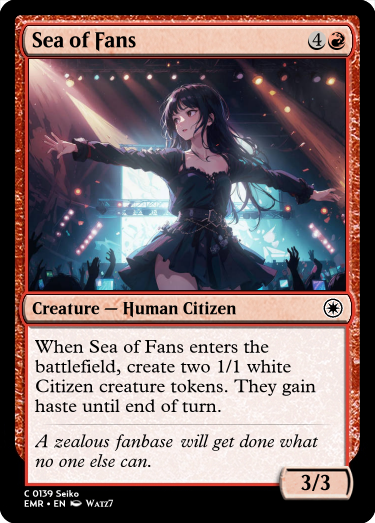 Sea of Fans 4
Creature — Human Citizen
When Sea of Fans enters the
battlefield, create two 1/1 white
Citizen creature tokens. They gain
haste until end of turn.
A zealous fanbase will get done what
no one else can.
3/3
C 0139 Seiko
EMR • EN Watz7